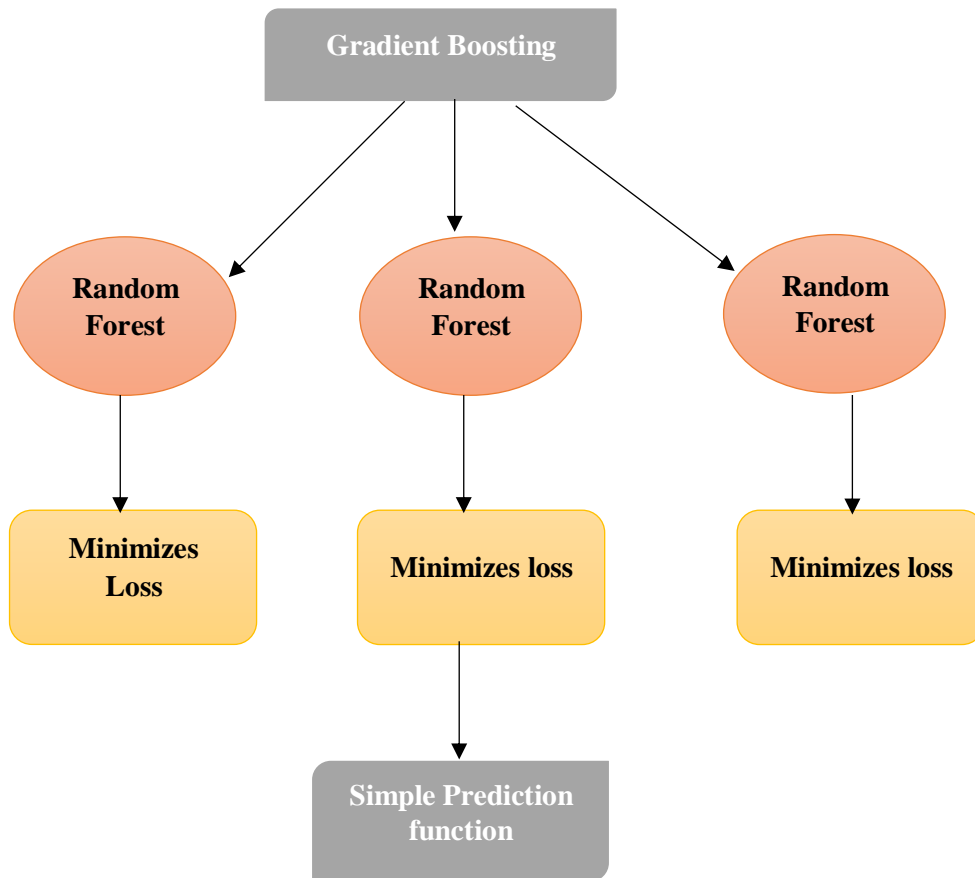 Gradient Boosting
Random
Forest
Random
Forest
Random
Forest
Minimizes
Loss
Minimizes loss
Minimizes loss
Simple Prediction
function